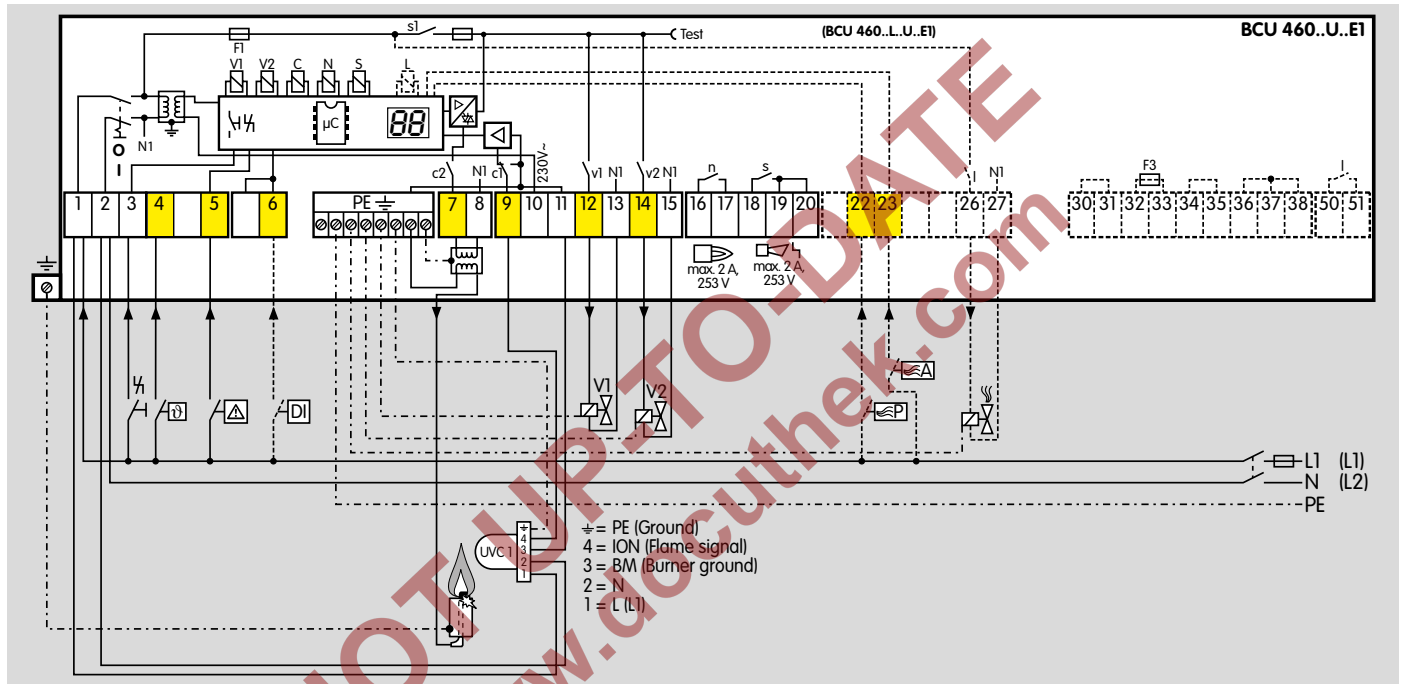 (BCU 460..L..U..E1)
BCU 460..U..E1
s1
Test
F1
V1 V2 C N S L
µC
88
N1
O
I
230V~
c2 N1 c1
v1 N1
v2 N1
n
s
I N1
F3
I
PE
1 2 3 4 5 6
7 8 9 10 11 12 13 14 15 16 17 18 19 20 22 23 26 27 30 31 32 33 34 35 36 37 38 50 51
max. 2 A,
253 V
max. 2 A,
253 V
ϑ
DI
V1
V2
A
P
L1 (L1)
N (L2)
PE
UVC 1
4
3
2
1
= PE (Ground)
4 = ION (Flame signal)
3 = BM (Burner ground)
2 = N
1 = L (L1)
NOT UP-TO-DATE
www.docuthek.com